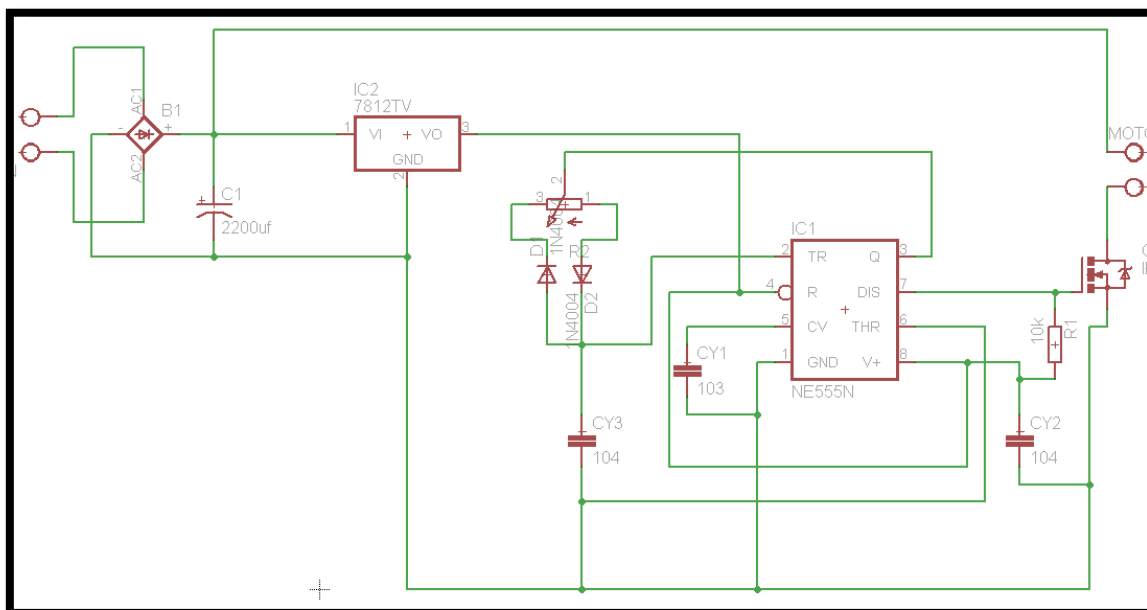 AC1
AC2
B1
-
+
C1
+
2200uf
IC2
7812TV
1
VI
+
VO
3
GND
2
2
3
1
D1
1N4004
R2
1N4004
D2
IC1
2
TR
Q
3
4
R
DIS
7
+
5
CV
THR
6
1
GND
V+
8
NE555N
CY1
103
CY3
104
CY2
104
10k
R1
+